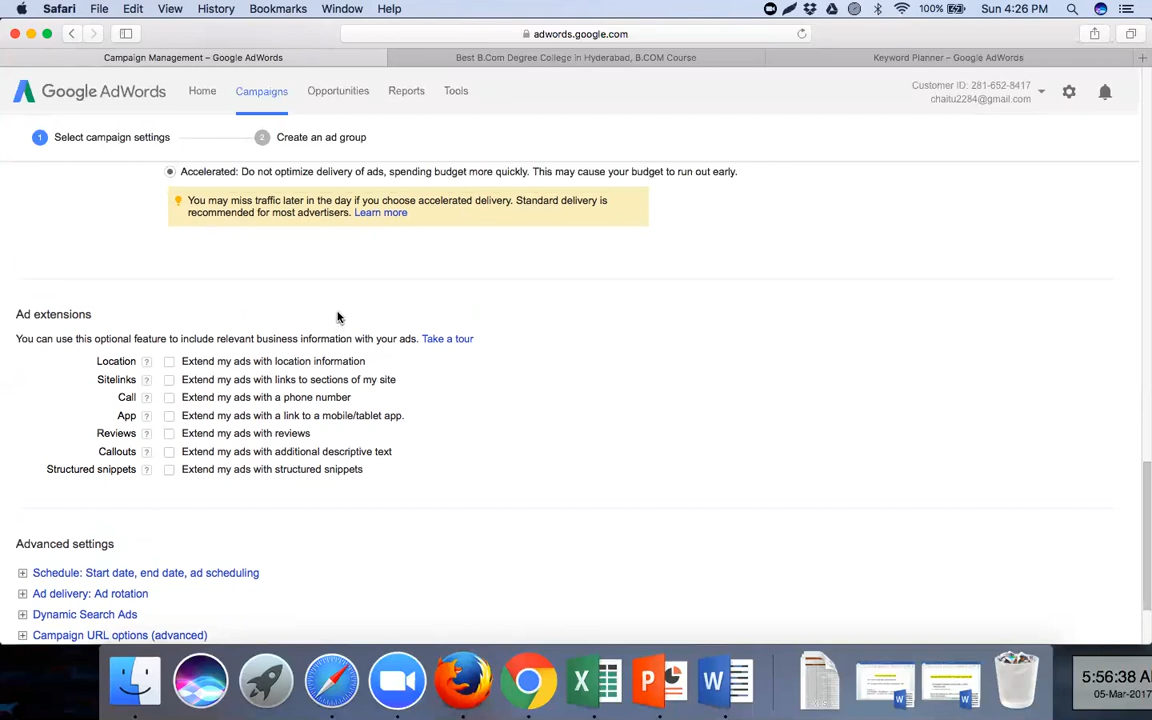 Safari File Edit View History Bookmarks Window Help 100% Sun 4:26 PM
adwords.google.com
Campaign Management – Google AdWords Best B.Com Degree College in Hyderabad, B.COM Course Keyword Planner – Google AdWords
Google AdWords Home Campaigns Opportunities Reports Tools
Customer ID: 281-652-8417
chaitu2284@gmail.com
1 Select campaign settings 2 Create an ad group
Accelerated: Do not optimize delivery of ads, spending budget more quickly. This may cause your budget to run out early.
You may miss traffic later in the day if you choose accelerated delivery. Standard delivery is
recommended for most advertisers. Learn more
Ad extensions
You can use this optional feature to include relevant business information with your ads. Take a tour
Location ? Extend my ads with location information
Sitelinks ? Extend my ads with links to sections of my site
Call ? Extend my ads with a phone number
App ? Extend my ads with a link to a mobile/tablet app.
Reviews ? Extend my ads with reviews
Callouts ? Extend my ads with additional descriptive text
Structured snippets ? Extend my ads with structured snippets
Advanced settings
Schedule: Start date, end date, ad scheduling
Ad delivery: Ad rotation
Dynamic Search Ads
Campaign URL options (advanced)
X P W W W
5:56:38 AM
05-Mar-2017